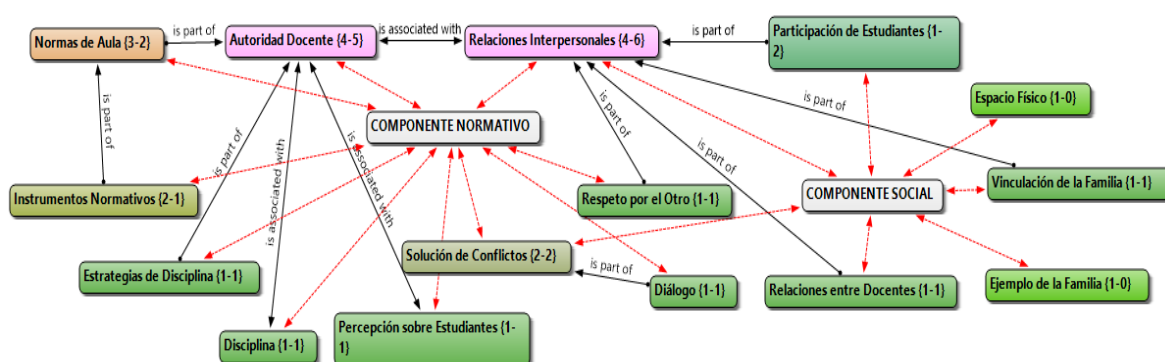 is part of
is associated with
is part of
Normas de Aula {3-2}
Autoridad Docente {4-5}
Relaciones Interpersonales {4-6}
Participación de Estudiantes {1-
2}
Espacio Físico {1-0}
COMPONENTE NORMATIVO
is part of
is part of
is part of
is associated with
is associated with
is part of
is part of
Instrumentos Normativos {2-1}
Respeto por el Otro {1-1}
COMPONENTE SOCIAL
Vinculación de la Familia {1-1}
Solución de Conflictos {2-2}
is part of
Estrategias de Disciplina {1-1}
Diálogo {1-1}
Relaciones entre Docentes {1-1}
Ejemplo de la Familia {1-0}
Disciplina {1-1}
Percepción sobre Estudiantes {1-
1}